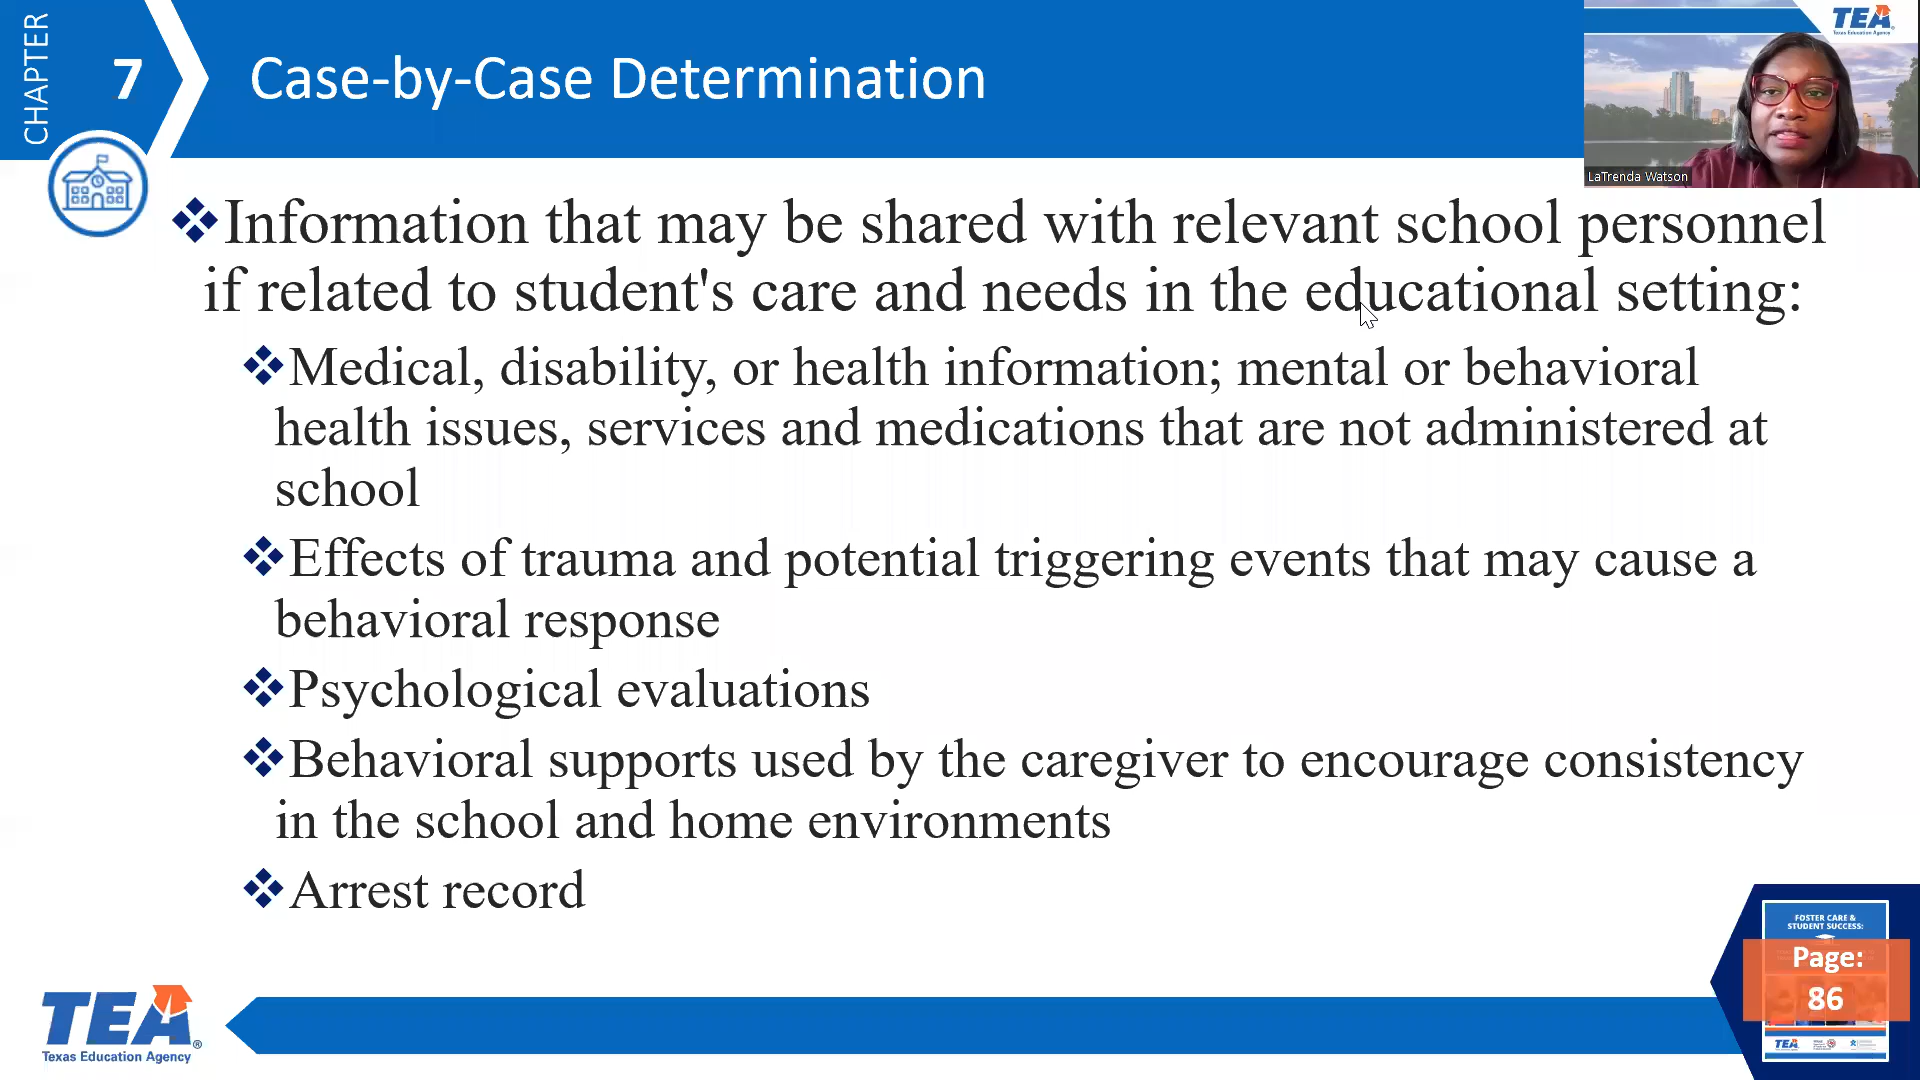 CHAPTER
7
Case-by-Case Determination
TEA
Texas Education Agency
LaTrenda Watson
❖Information that may be shared with relevant school personnel
if related to student's care and needs in the educational setting:
❖Medical, disability, or health information; mental or behavioral
health issues, services and medications that are not administered at
school
❖Effects of trauma and potential triggering events that may cause a
behavioral response
❖Psychological evaluations
❖Behavioral supports used by the caregiver to encourage consistency
in the school and home environments
❖Arrest record
FOSTER CARE &
STUDENT SUCCESS:
Page:
86
TEA
TEA®
Texas Education Agency